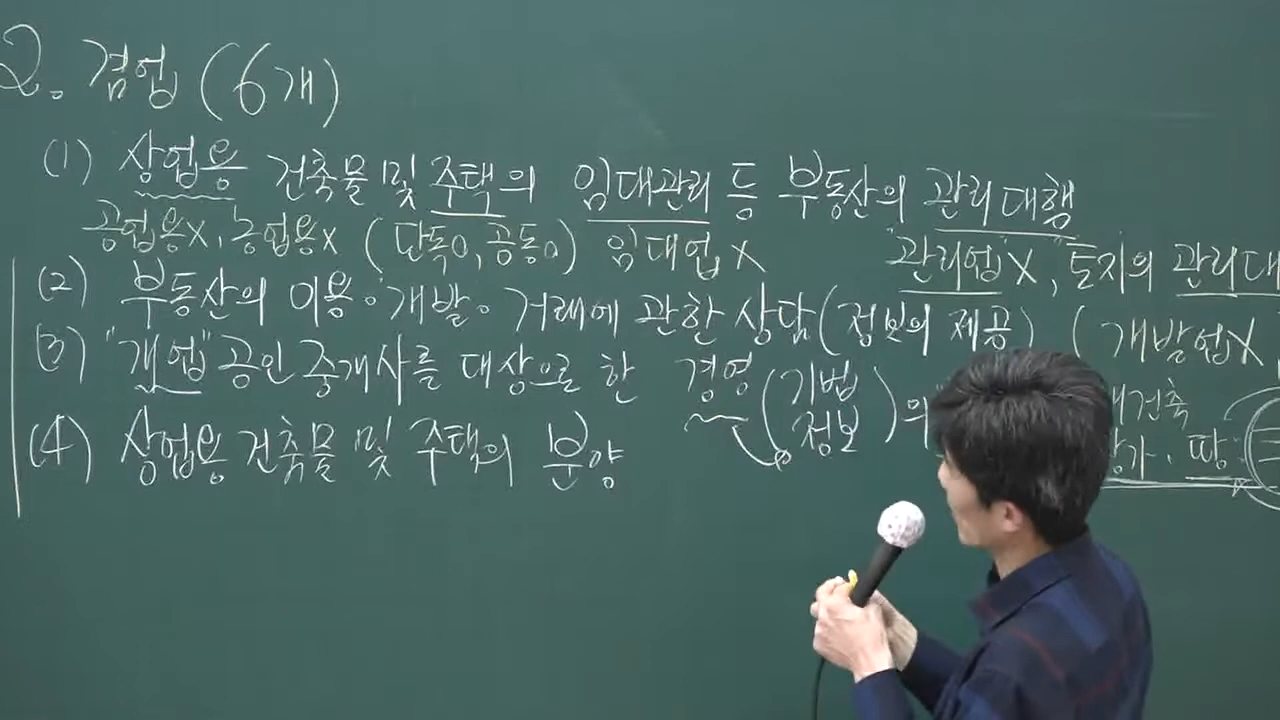 2. 겸업 (6개)
(1) 상업용 건축물 및 주택의 임대관리 등 부동산의 관리대행
공업용X, 농업용X (단독O, 공동O) 임대업X "관리업"X, 토지의 관리대
(2) 부동산의 이용·개발·거래에 관한 상담(정보의 제공) (개발업X
(3) "개업"공인중개사를 대상으로 한 경영(기법 정보)의
건축
(4) 상업용 건축물 및 주택의 분양
가·땅